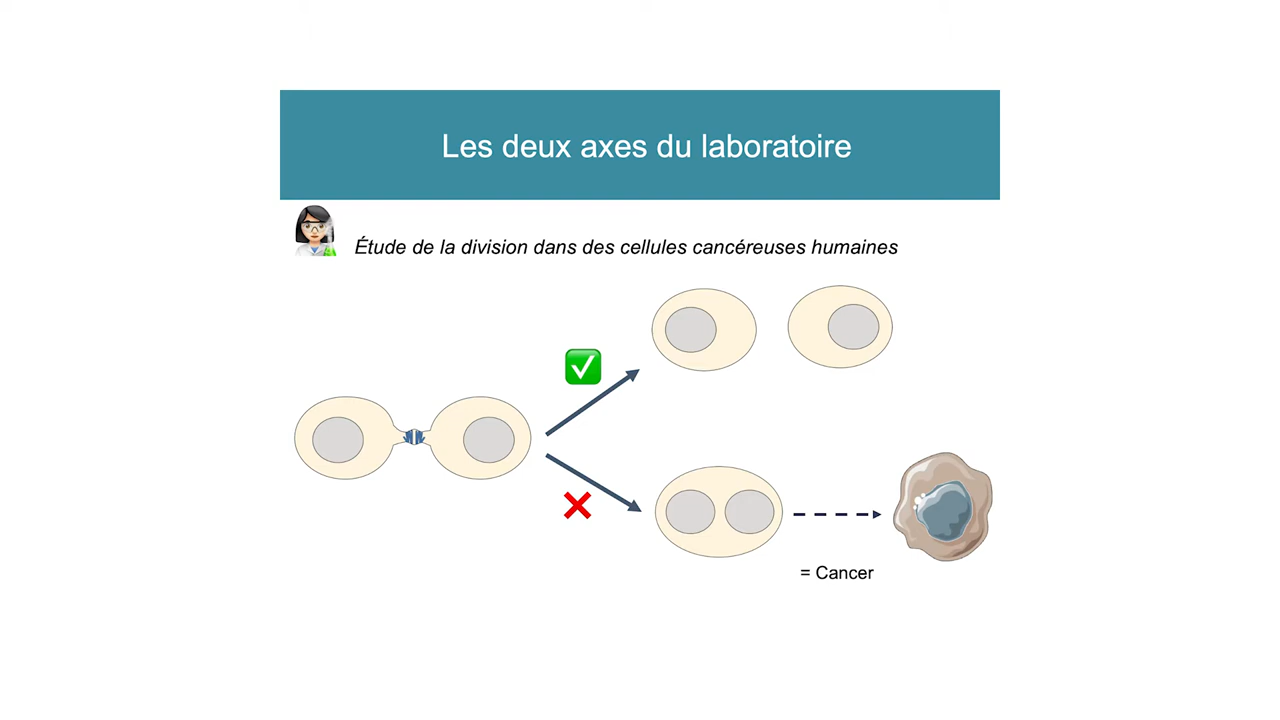 Les deux axes du laboratoire
Étude de la division dans des cellules cancéreuses humaines
= Cancer